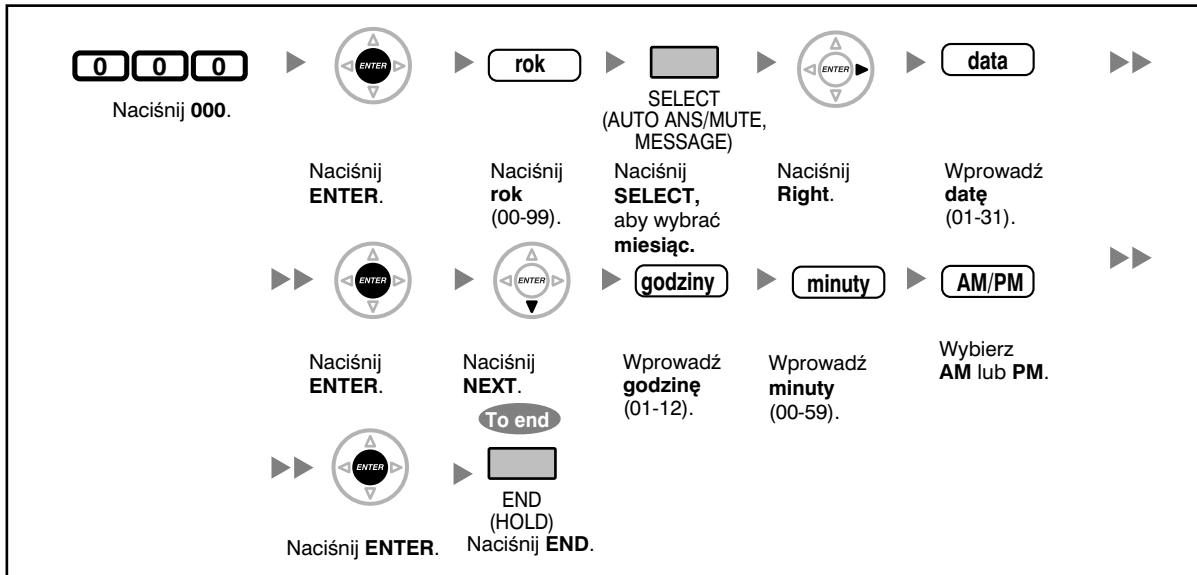 0 0 0
Naciśnij 000.
ENTER
Naciśnij
ENTER.
rok
Naciśnij
rok
(00-99).
SELECT
(AUTO ANS/MUTE,
MESSAGE)
Naciśnij
SELECT,
aby wybrać
miesiąc.
ENTER
Naciśnij
Right.
data
Wprowadź
datę
(01-31).
ENTER
Naciśnij
ENTER.
ENTER
Naciśnij
NEXT.
godziny
Wprowadź
godzinę
(01-12).
minuty
Wprowadź
minuty
(00-59).
AM/PM
Wybierz
AM lub PM.
ENTER
Naciśnij ENTER.
To end
END
(HOLD)
Naciśnij END.